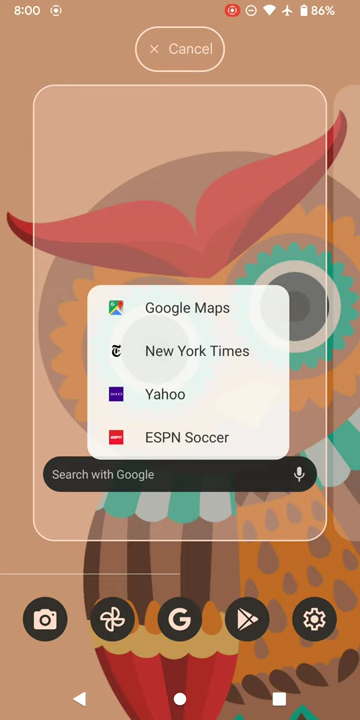 8:00
86%
× Cancel
Google Maps
New York Times
Yahoo
ESPN Soccer
Search with Google